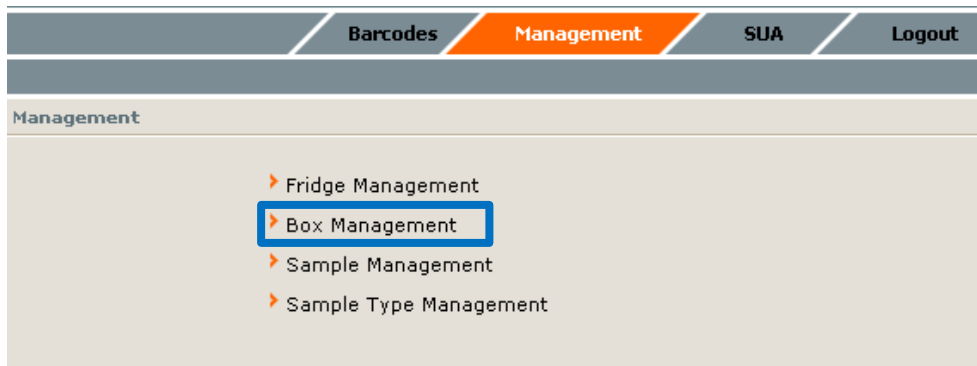 Barcodes Management SUA Logout
Management
Fridge Management
Box Management
Sample Management
Sample Type Management